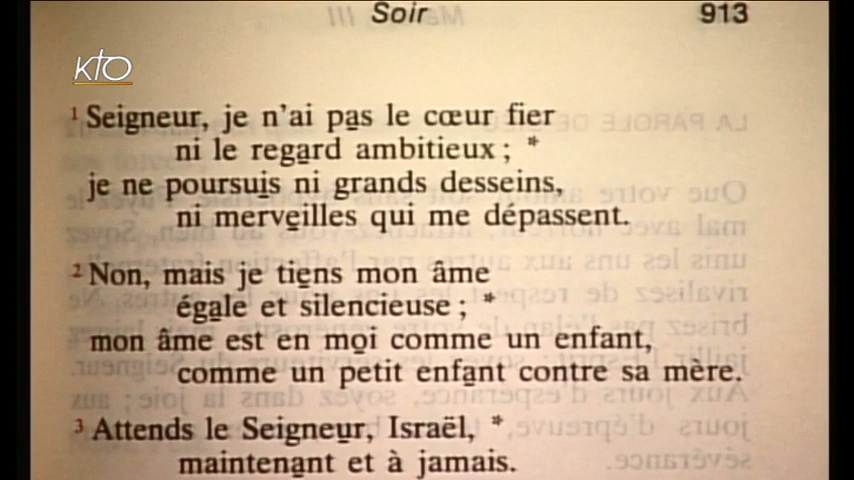 Soir 913
KTO
1 Seigneur, je n'ai pas le cœur fier
ni le regard ambitieux ; *
je ne poursuis ni grands desseins,
ni merveilles qui me dépassent.
2 Non, mais je tiens mon âme
égale et silencieuse ; *
mon âme est en moi comme un enfant,
comme un petit enfant contre sa mère.
3 Attends le Seigneur, Israël, *
maintenant et à jamais.